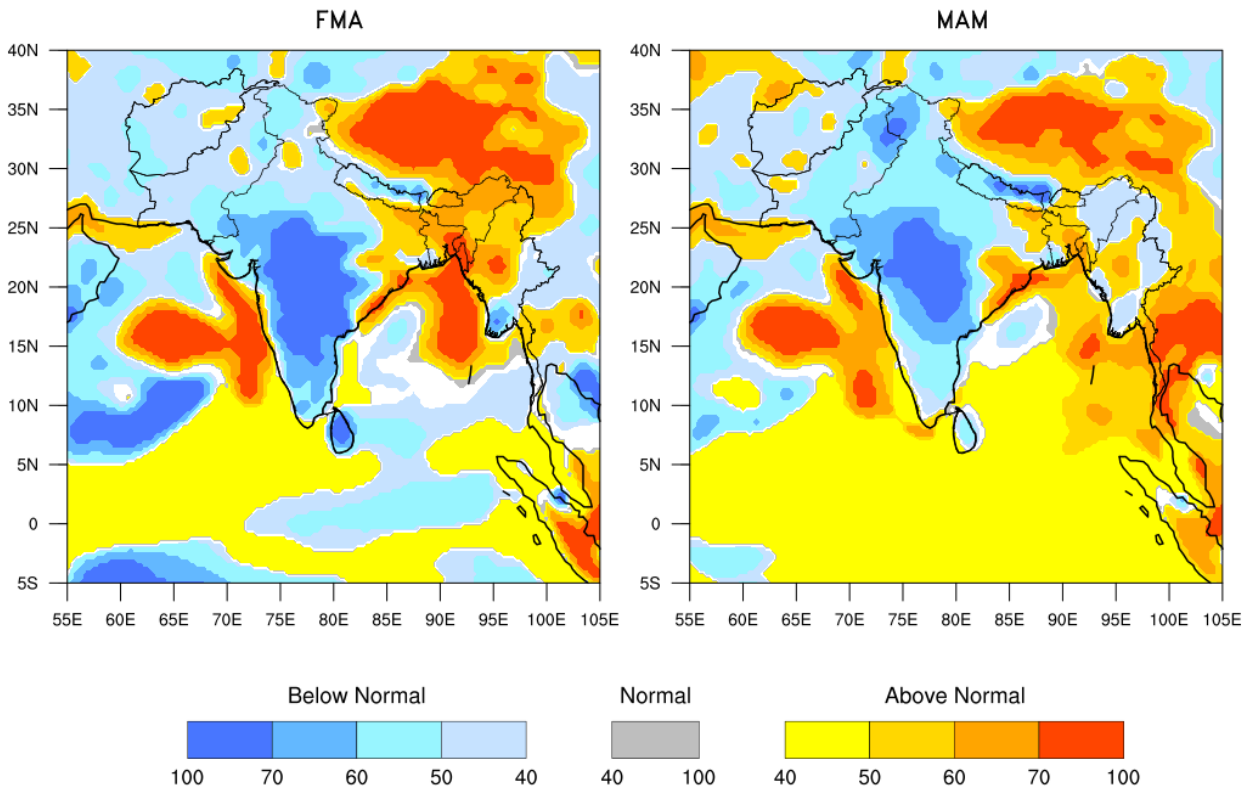 FMA MAM
40N 40N
35N 35N
30N 30N
25N 25N
20N 20N
15N 15N
10N 10N
5N 5N
0 0
5S 5S
55E 60E 65E 70E 75E 80E 85E 90E 95E 100E 105E 55E 60E 65E 70E 75E 80E 85E 90E 95E 100E 105E
Below Normal Normal Above Normal
100 70 60 50 40 40 100 40 50 60 70 100